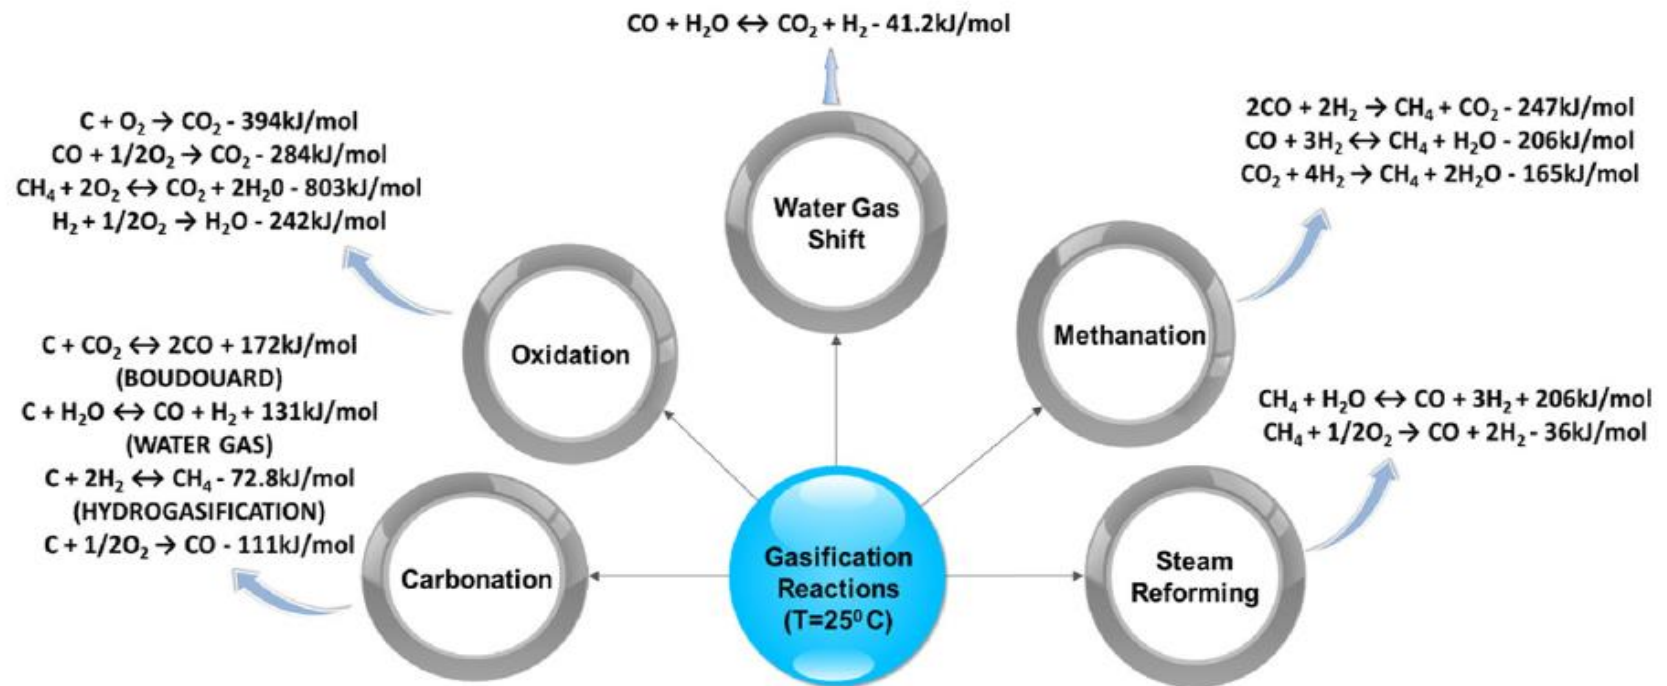 CO + H₂O ↔ CO₂ + H₂ - 41.2kJ/mol
C + O₂ → CO₂ - 394kJ/mol
CO + 1/2O₂ → CO₂ - 284kJ/mol
CH₄ + 2O₂ ↔ CO₂ + 2H₂0 - 803kJ/mol
H₂ + 1/2O₂ → H₂O - 242kJ/mol
2CO + 2H₂ → CH₄ + CO₂ - 247kJ/mol
CO + 3H₂ ↔ CH₄ + H₂O - 206kJ/mol
CO₂ + 4H₂ → CH₄ + 2H₂O - 165kJ/mol
Water Gas
Shift
Oxidation
Methanation
C + CO₂ ↔ 2CO + 172kJ/mol
(BOUDOUARD)
C + H₂O ↔ CO + H₂ + 131kJ/mol
(WATER GAS)
C + 2H₂ ↔ CH₄ - 72.8kJ/mol
(HYDROGASIFICATION)
C + 1/2O₂ → CO - 111kJ/mol
CH₄ + H₂O ↔ CO + 3H₂ + 206kJ/mol
CH₄ + 1/2O₂ → CO + 2H₂ - 36kJ/mol
Carbonation
Gasification
Reactions
(T=25⁰ C)
Steam
Reforming